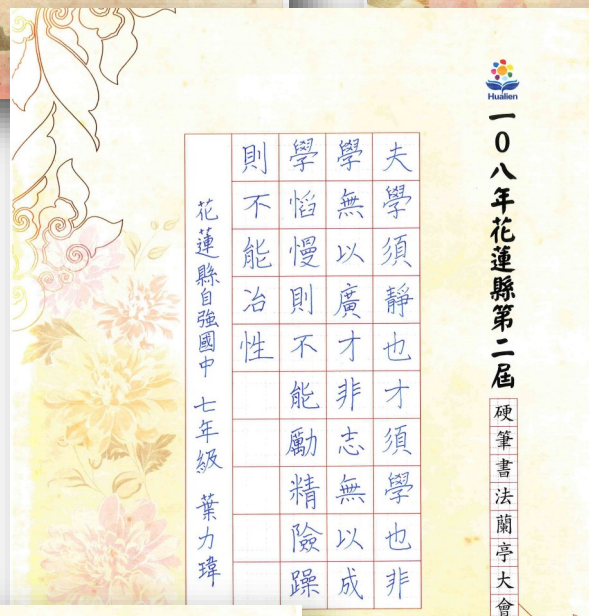 Hualien
一0八年花蓮縣第二屆
硬筆書法蘭亭大會
夫學須靜也才須學也非
學無以廣才非志無以成
學慆慢則不能勵精險躁
則不能冶性
花蓮縣自強國中 七年級 葉力瑋